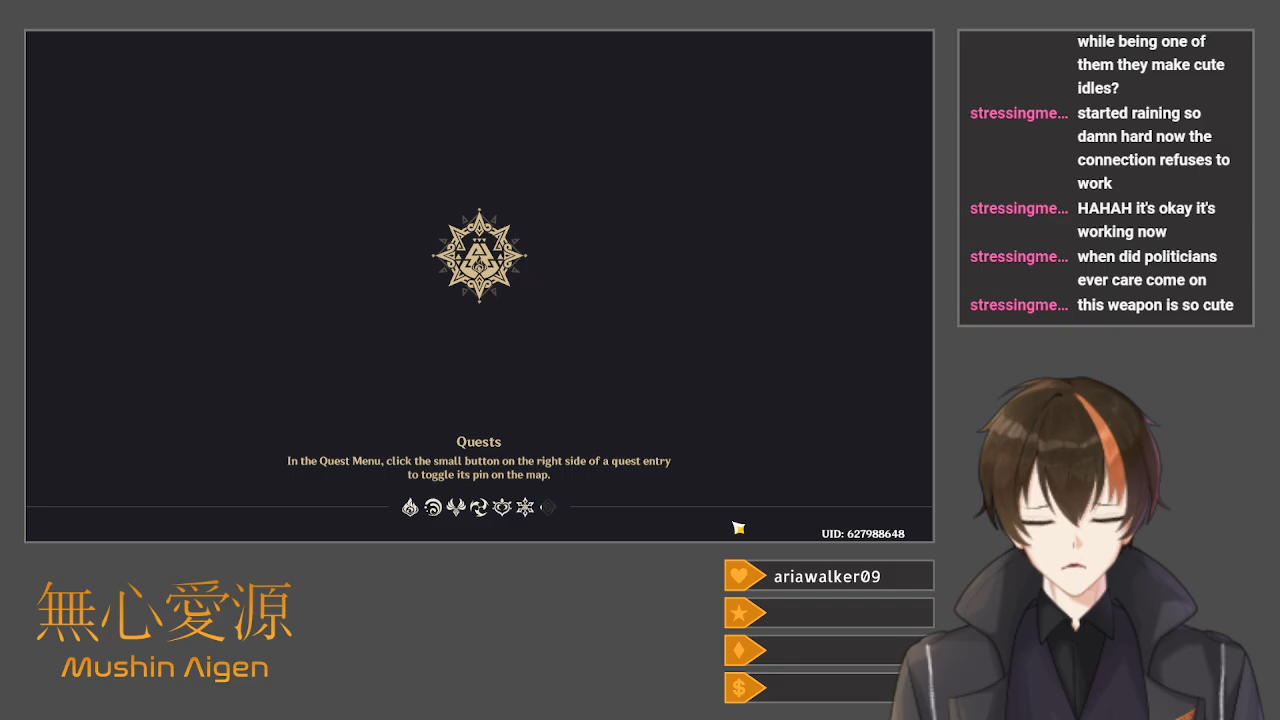 while being one of
them they make cute
idles?
stressingme... started raining so
damn hard now the
connection refuses to
work
stressingme... HAHAH it's okay it's
working now
stressingme... when did politicians
ever care come on
stressingme... this weapon is so cute
Quests
In the Quest Menu, click the small button on the right side of a quest entry
to toggle its pin on the map.
UID: 627988648
ariawalker09
$
無心愛源
Mushin Aigen